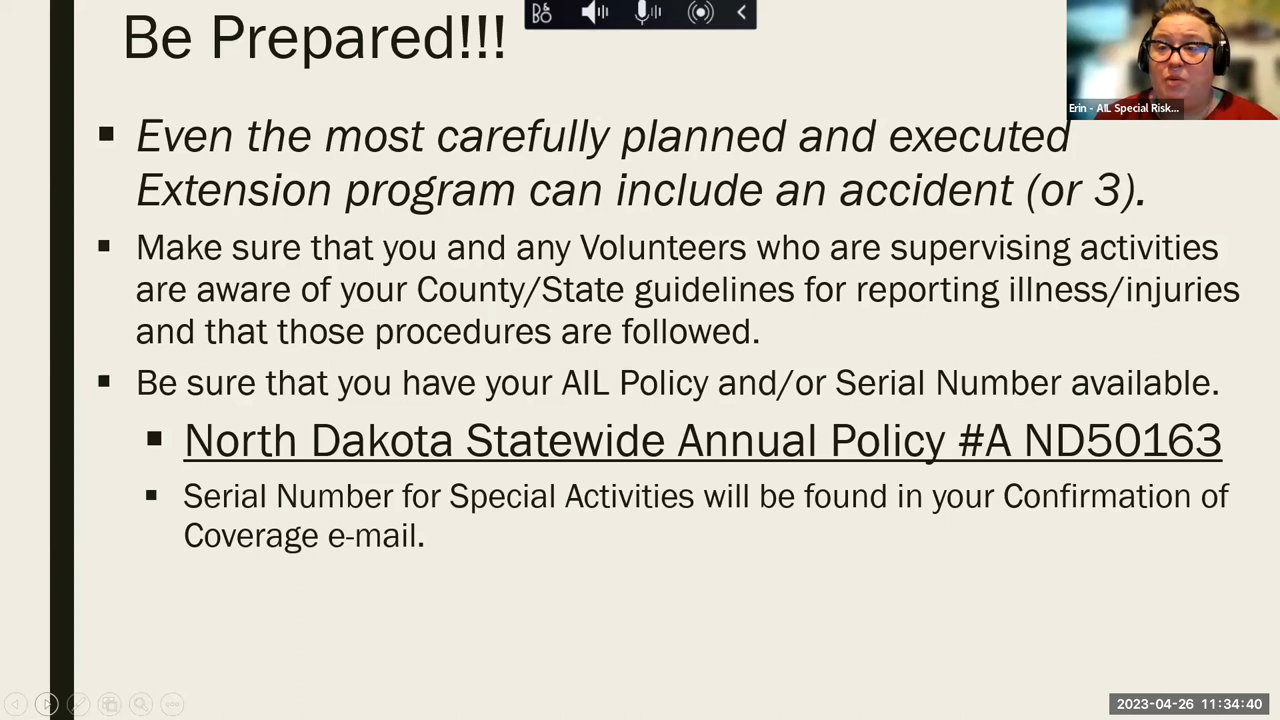 Be Prepared!!!
Erin - AIL Special Risk...
▪ Even the most carefully planned and executed
Extension program can include an accident (or 3).
▪ Make sure that you and any Volunteers who are supervising activities
are aware of your County/State guidelines for reporting illness/injuries
and that those procedures are followed.
▪ Be sure that you have your AIL Policy and/or Serial Number available.
▪ North Dakota Statewide Annual Policy #A ND50163
▪ Serial Number for Special Activities will be found in your Confirmation of
Coverage e-mail.
2023-04-26 11:34:40